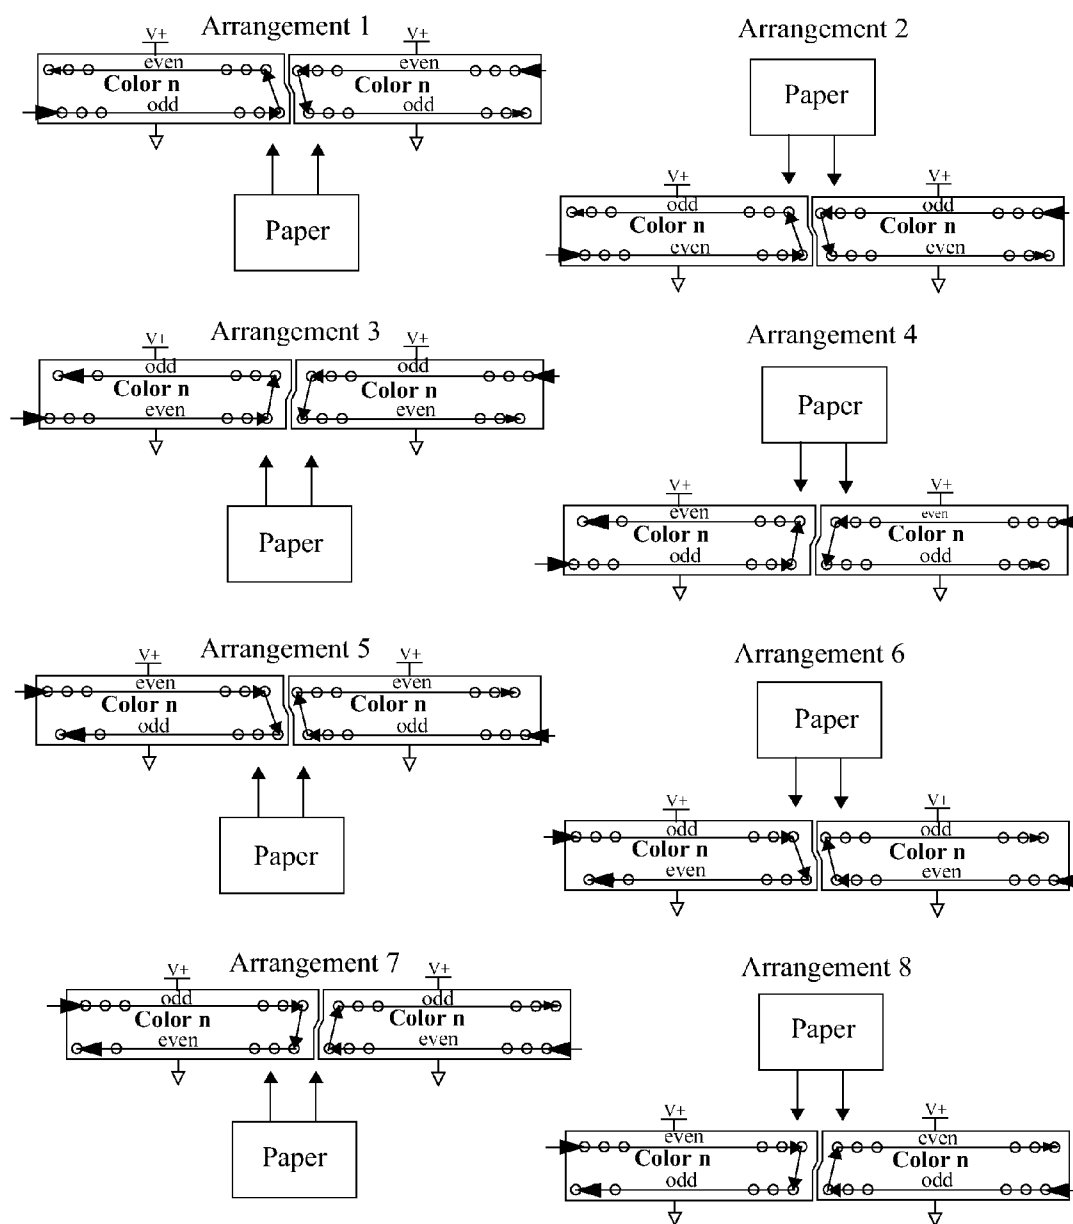 Arrangement 1
V+
V+
even
even
Color n
Color n
odd
odd
Paper
Arrangement 2
Paper
V+
V+
odd
odd
Color n
Color n
even
even
Arrangement 3
V+
V+
odd
odd
Color n
Color n
even
even
Paper
Arrangement 4
Paper
V+
V+
even
even
Color n
Color n
odd
odd
Arrangement 5
V+
V+
even
even
Color n
Color n
odd
odd
Paper
Arrangement 6
Paper
V+
V+
odd
odd
Color n
Color n
even
even
Arrangement 7
V+
V+
odd
odd
Color n
Color n
even
even
Paper
Arrangement 8
Paper
V+
V+
even
even
Color n
Color n
odd
odd